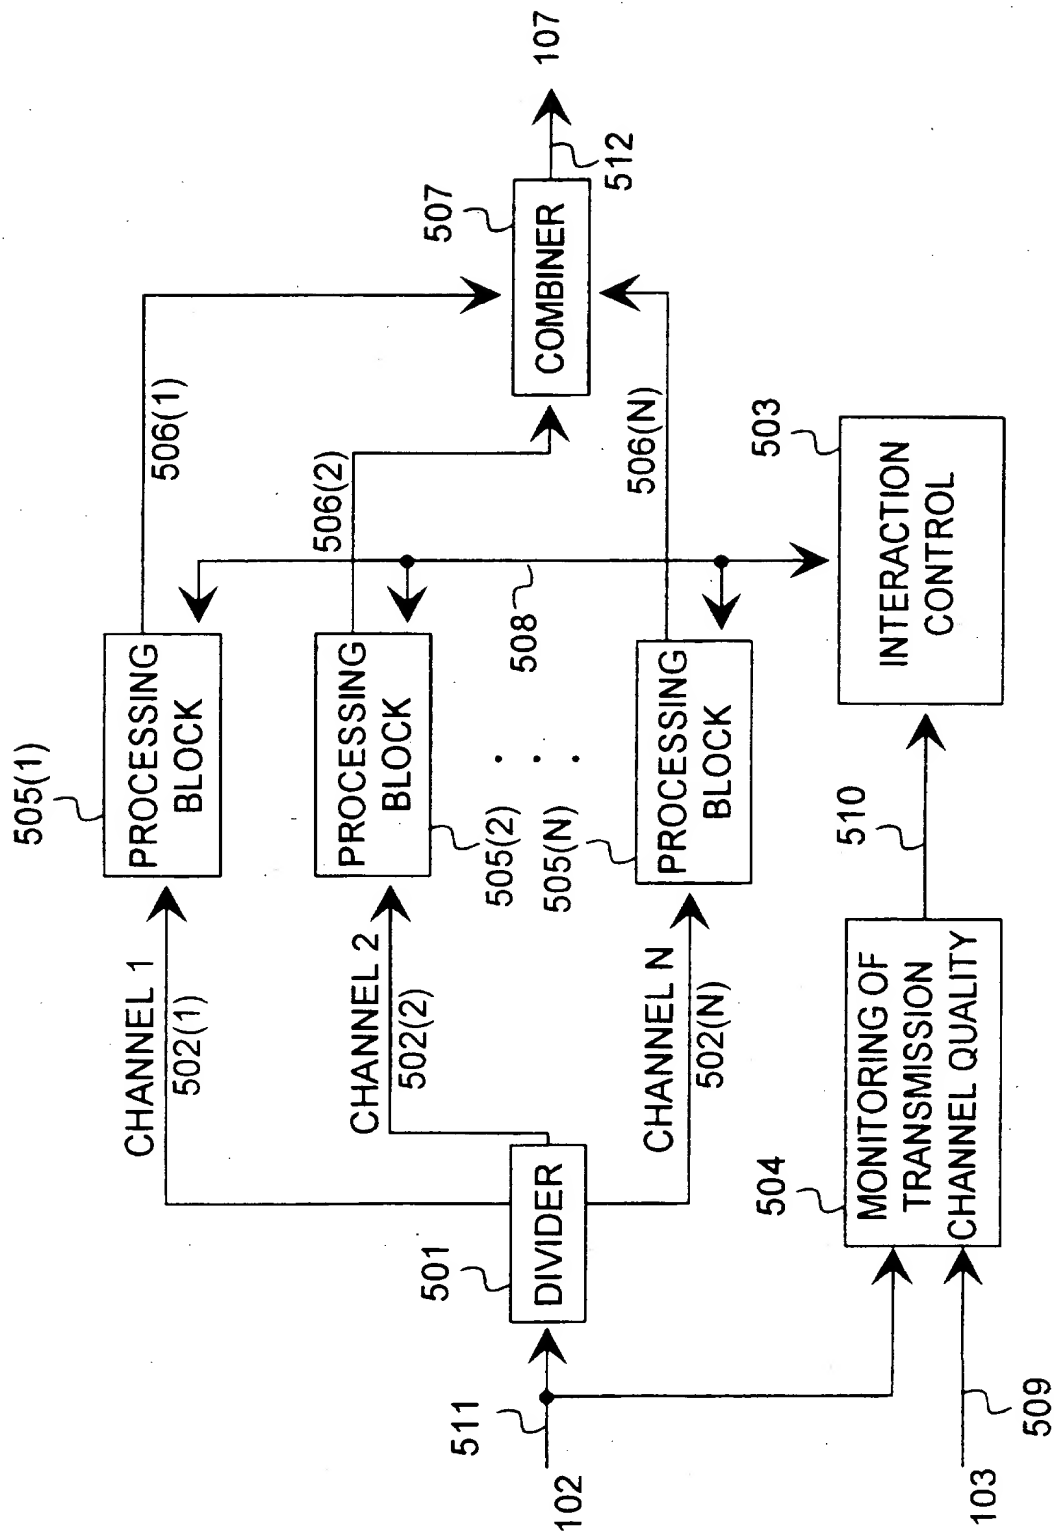 505(1)
CHANNEL 1
502(1)
PROCESSING
BLOCK
506(1)
CHANNEL 2
502(2)
PROCESSING
BLOCK
505(2)
506(2)
508
507
COMBINER
512
107
102
511
501
DIVIDER
CHANNEL N
502(N)
505(N)
PROCESSING
BLOCK
506(N)
103
509
504
MONITORING OF
TRANSMISSION
CHANNEL QUALITY
510
503
INTERACTION
CONTROL